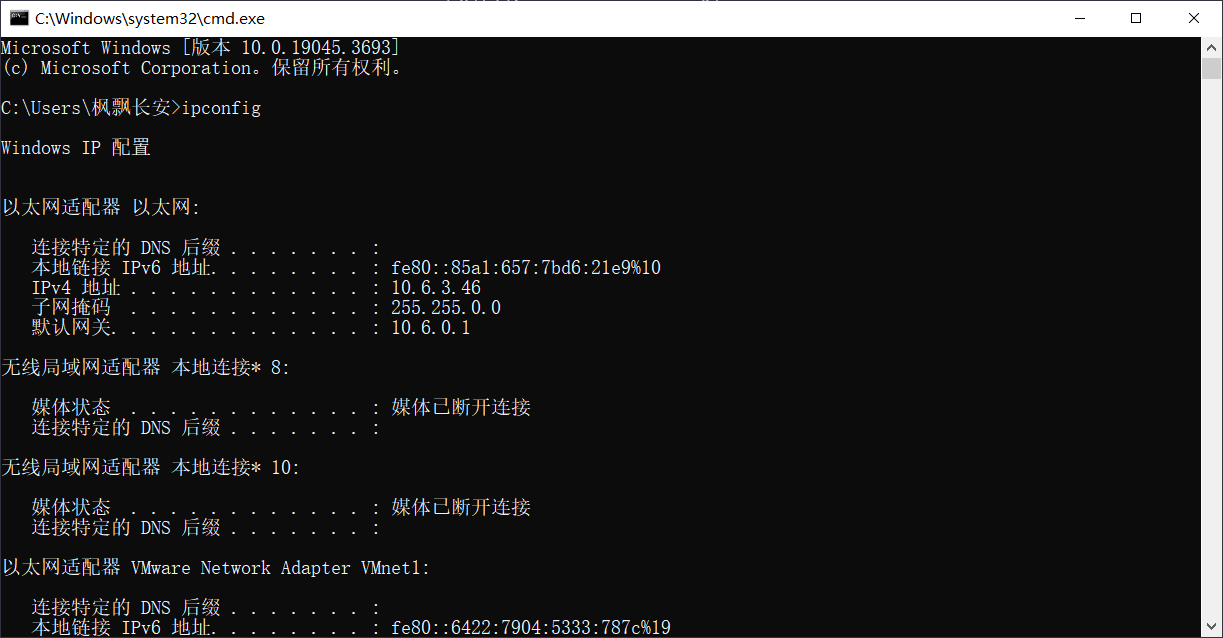 C:\Windows\system32\cmd.exe
Microsoft Windows [版本 10.0.19045.3693]
(c) Microsoft Corporation。保留所有权利。
C:\Users\枫飘长安>ipconfig
Windows IP 配置
以太网适配器 以太网:
连接特定的 DNS 后缀 . . . . . . . :
本地链接 IPv6 地址. . . . . . . . : fe80::85a1:657:7bd6:21e9%10
IPv4 地址 . . . . . . . . . . . . : 10.6.3.46
子网掩码  . . . . . . . . . . . . : 255.255.0.0
默认网关. . . . . . . . . . . . . : 10.6.0.1
无线局域网适配器 本地连接* 8:
媒体状态  . . . . . . . . . . . . : 媒体已断开连接
连接特定的 DNS 后缀 . . . . . . . :
无线局域网适配器 本地连接* 10:
媒体状态  . . . . . . . . . . . . : 媒体已断开连接
连接特定的 DNS 后缀 . . . . . . . :
以太网适配器 VMware Network Adapter VMnet1:
连接特定的 DNS 后缀 . . . . . . . :
本地链接 IPv6 地址. . . . . . . . : fe80::6422:7904:5333:787c%19